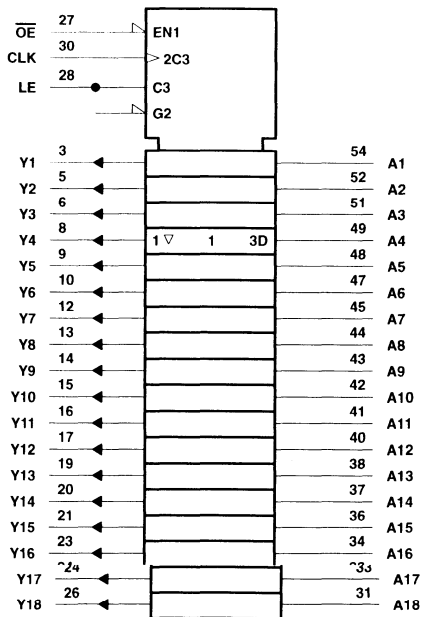 OE 27 EN1
CLK 30 2C3
LE 28 C3
G2
Y1 3 54 A1
Y2 5 52 A2
Y3 6 51 A3
Y4 8 1 ▽ 1 3D 49 A4
Y5 9 48 A5
Y6 10 47 A6
Y7 12 45 A7
Y8 13 44 A8
Y9 14 43 A9
Y10 15 42 A10
Y11 16 41 A11
Y12 17 40 A12
Y13 19 38 A13
Y14 20 37 A14
Y15 21 36 A15
Y16 23 34 A16
Y17 24 33 A17
Y18 26 31 A18